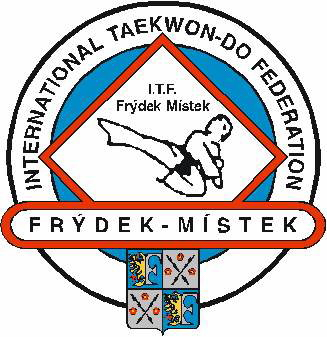 INTERNATIONAL TAEKWON-DO FEDERATION
I.T.F.
Frýdek Místek
FRÝDEK-MÍSTEK